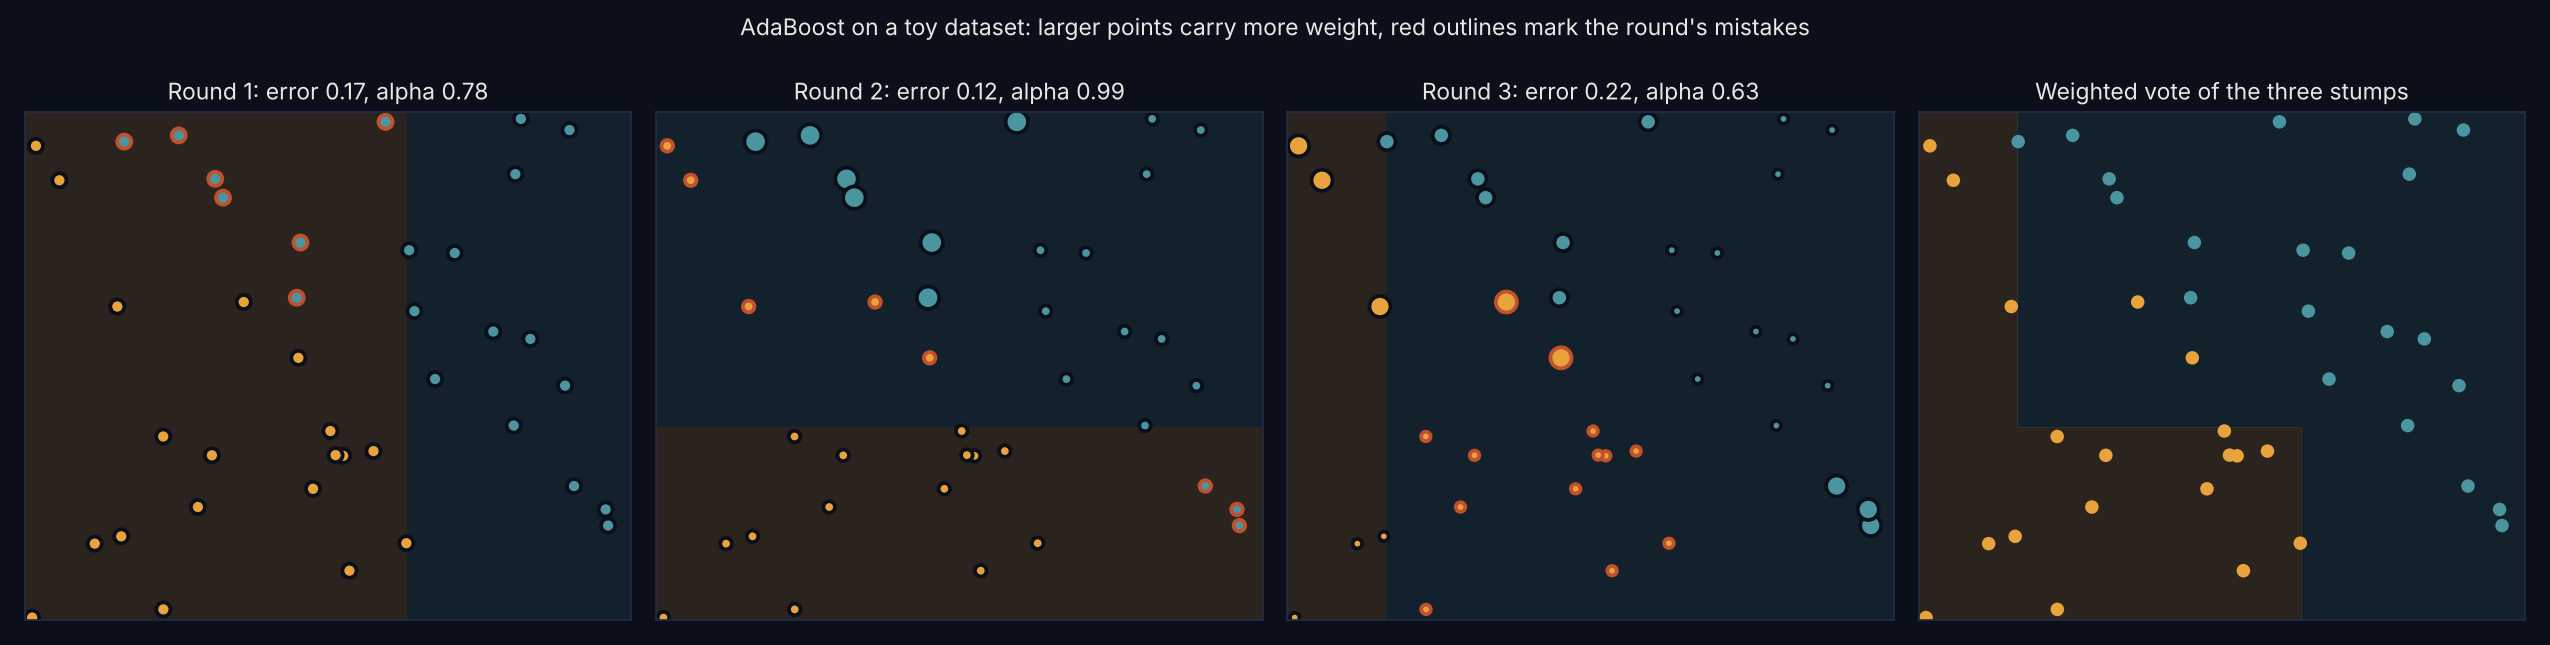 AdaBoost on a toy dataset: larger points carry more weight, red outlines mark the round's mistakes
Round 1: error 0.17, alpha 0.78
Round 2: error 0.12, alpha 0.99
Round 3: error 0.22, alpha 0.63
Weighted vote of the three stumps